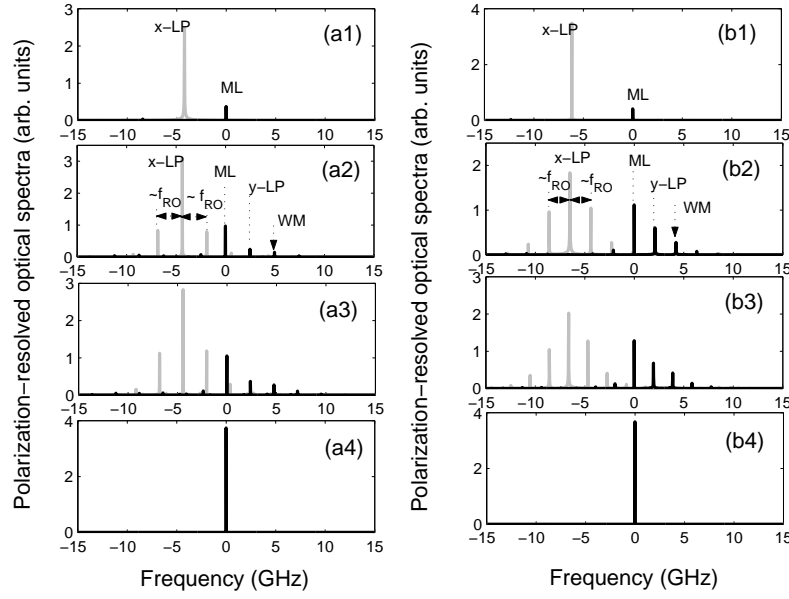 Polarization−resolved optical spectra (arb. units)
(a1)
x−LP
ML
3
2
1
0
−15 −10 −5 0 5 10 15
(a2)
x−LP
ML
~fRO
~ fRO
y−LP
WM
3
2
1
0
−15 −10 −5 0 5 10 15
(a3)
3
2
1
0
−15 −10 −5 0 5 10 15
(a4)
4
2
0
−15 −10 −5 0 5 10 15
Frequency (GHz)
Polarization−resolved optical spectra (arb. units)
(b1)
x−LP
ML
3
2
1
0
−15 −10 −5 0 5 10 15
(b2)
x−LP
ML
~fRO
~ fRO
y−LP
WM
2
1
0
−15 −10 −5 0 5 10 15
(b3)
3
2
1
0
−15 −10 −5 0 5 10 15
(b4)
4
2
0
−15 −10 −5 0 5 10 15
Frequency (GHz)